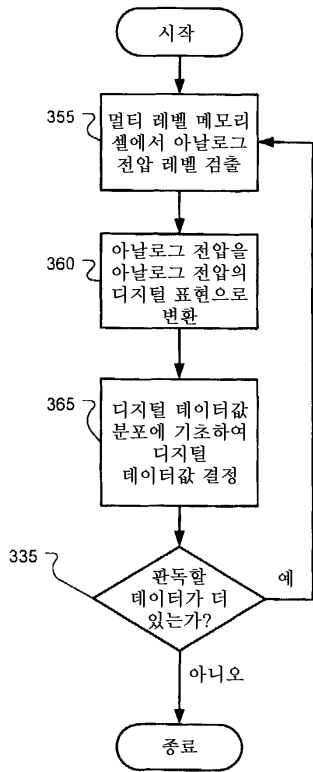 시작
355
멀티 레벨 메모리
셀에서 아날로그
전압 레벨 검출
360
아날로그 전압을
아날로그 전압의
디지털 표현으로
변환
365
디지털 데이터값
분포에 기초하여
디지털
데이터값 결정
335
판독할
데이터가 더
있는가?
예
아니오
종료